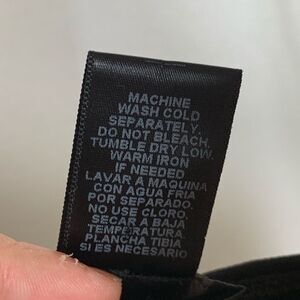 MACHINE
WASH COLD
SEPARATELY.
DO NOT BLEACH.
TUMBLE DRY LOW.
WARM IRON
IF NEEDED
LAVAR A MAQUINA
CON AGUA FRIA
POR SEPARADO.
NO USE CLORO.
SECAR A BAJA
TEMPERATURA
PLANCHA TIBIA
SI ES NECESARIO